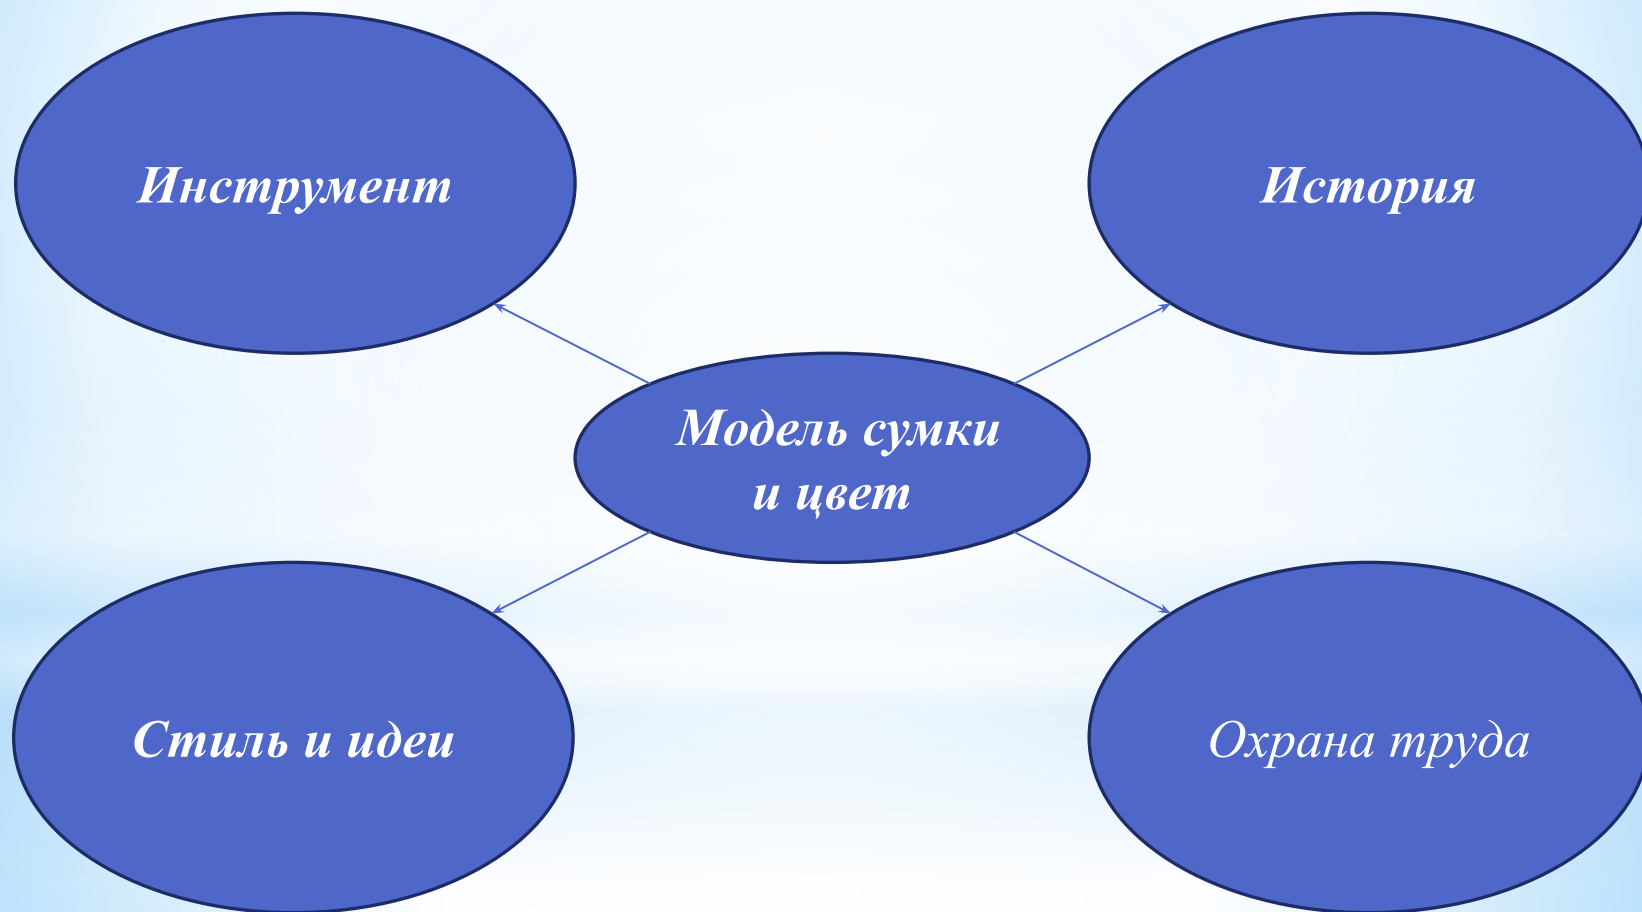 Инструмент
История
Модель сумки
и цвет
Стиль и идеи
Охрана труда